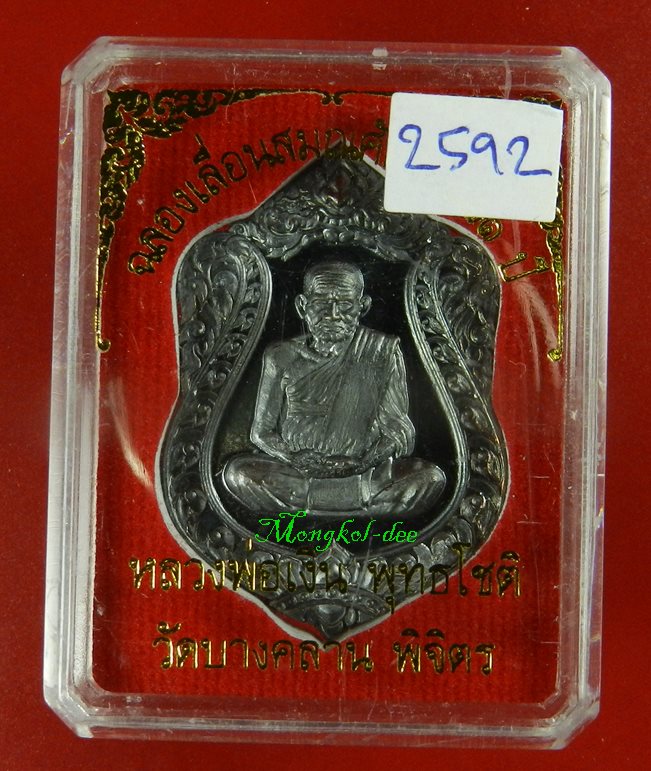 ฉลองเลื่อนสมณศั ปี
2592
Mongkol-dee
หลวงพ่อเงิน พุทธโชติ
วัดบางคลาน พิจิตร